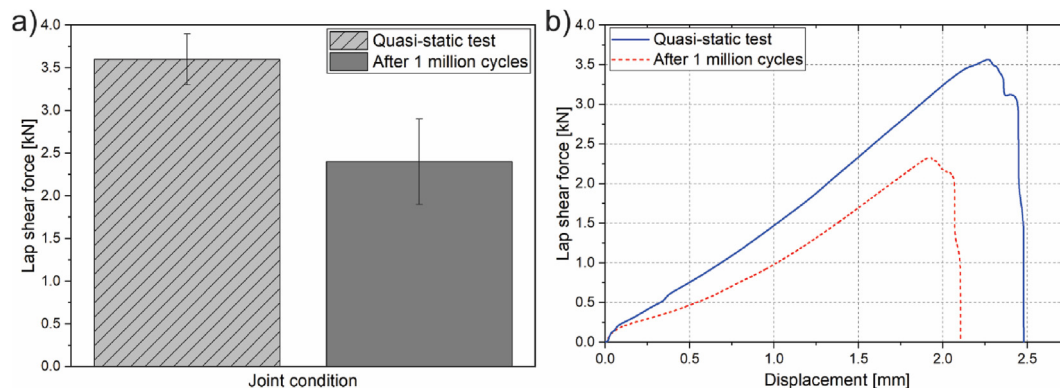 a)
4.0
3.5
3.0
2.5
2.0
1.5
1.0
0.5
0.0
Lap shear force [kN]
Quasi-static test
After 1 million cycles
Joint condition
b)
4.0
3.5
3.0
2.5
2.0
1.5
1.0
0.5
0.0
Lap shear force [kN]
Quasi-static test
After 1 million cycles
0.0 0.5 1.0 1.5 2.0 2.5
Displacement [mm]